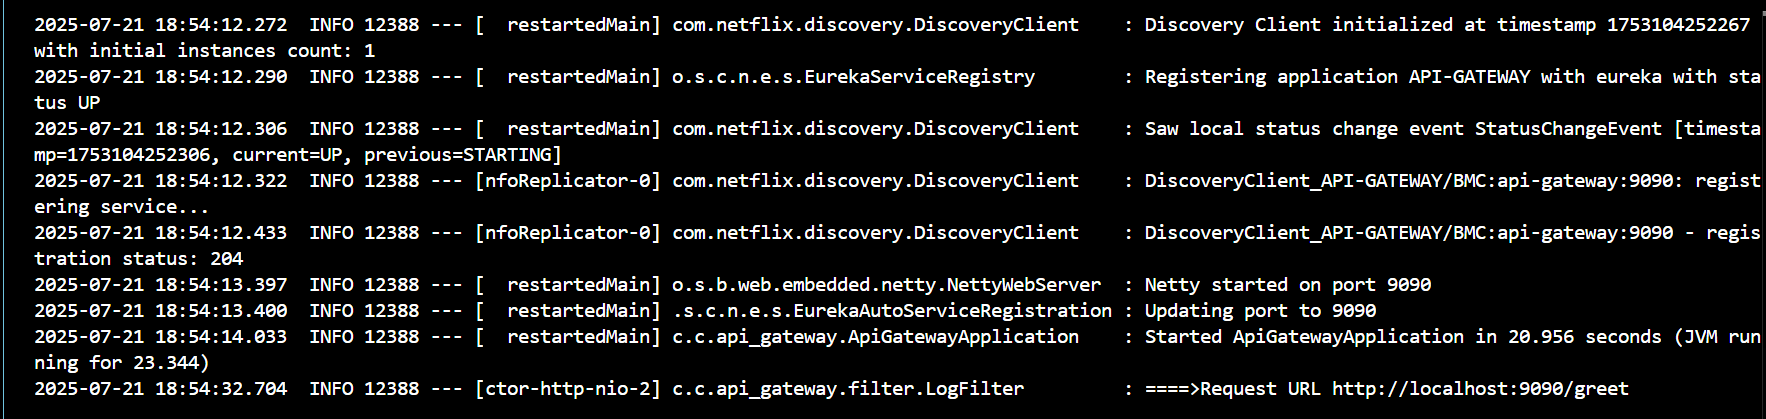 2025-07-21 18:54:12.272  INFO 12388 --- [  restartedMain] com.netflix.discovery.DiscoveryClient    : Discovery Client initialized at timestamp 1753104252267
with initial instances count: 1
2025-07-21 18:54:12.290  INFO 12388 --- [  restartedMain] o.s.c.n.e.s.EurekaServiceRegistry        : Registering application API-GATEWAY with eureka with sta
tus UP
2025-07-21 18:54:12.306  INFO 12388 --- [  restartedMain] com.netflix.discovery.DiscoveryClient    : Saw local status change event StatusChangeEvent [timesta
mp=1753104252306, current=UP, previous=STARTING]
2025-07-21 18:54:12.322  INFO 12388 --- [nfoReplicator-0] com.netflix.discovery.DiscoveryClient    : DiscoveryClient_API-GATEWAY/BMC:api-gateway:9090: regist
ering service...
2025-07-21 18:54:12.433  INFO 12388 --- [nfoReplicator-0] com.netflix.discovery.DiscoveryClient    : DiscoveryClient_API-GATEWAY/BMC:api-gateway:9090 - regis
tration status: 204
2025-07-21 18:54:13.397  INFO 12388 --- [  restartedMain] o.s.b.web.embedded.netty.NettyWebServer  : Netty started on port 9090
2025-07-21 18:54:13.400  INFO 12388 --- [  restartedMain] .s.c.n.e.s.EurekaAutoServiceRegistration : Updating port to 9090
2025-07-21 18:54:14.033  INFO 12388 --- [  restartedMain] c.c.api_gateway.ApiGatewayApplication    : Started ApiGatewayApplication in 20.956 seconds (JVM run
ning for 23.344)
2025-07-21 18:54:32.704  INFO 12388 --- [ctor-http-nio-2] c.c.api_gateway.filter.LogFilter         : ====>Request URL http://localhost:9090/greet